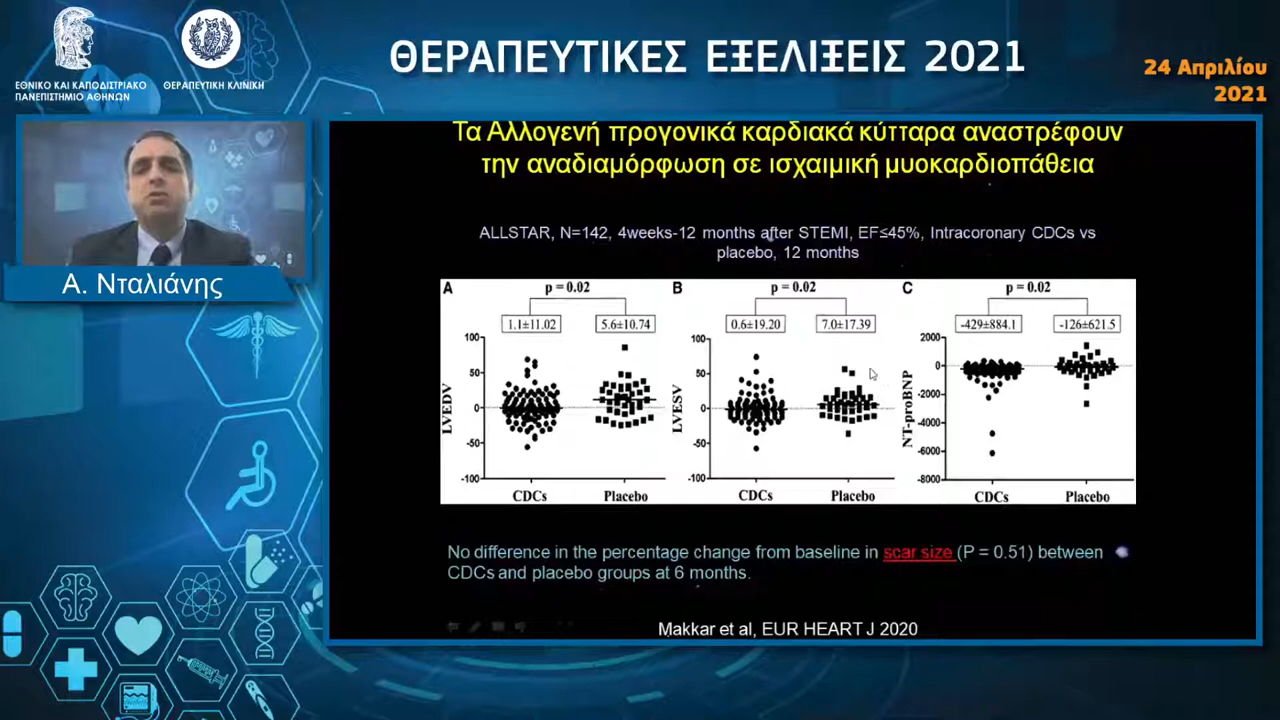 ΕΘΝΙΚΟ ΚΑΙ ΚΑΠΟΔΙΣΤΡΙΑΚΟ
ΠΑΝΕΠΙΣΤΗΜΙΟ ΑΘΗΝΩΝ
ΘΕΡΑΠΕΥΤΙΚΗ ΚΛΙΝΙΚΗ
ΘΕΡΑΠΕΥΤΙΚΕΣ ΕΞΕΛΙΞΕΙΣ 2021
24 Απριλίου
2021
Α. Νταλιάνης
Τα Αλλογενή προγονικά καρδιακά κύτταρα αναστρέφουν
την αναδιαμόρφωση σε ισχαιμική μυοκαρδιοπάθεια
ALLSTAR, N=142, 4weeks-12 months after STEMI, EF≤45%, Intracoronary CDCs vs
placebo, 12 months
A
p = 0.02
1.1±11.02
5.6±10.74
LVEDV
100
50
0
-50
-100
CDCs
Placebo
B
p = 0.02
0.6±19.20
7.0±17.39
LVESV
100
50
0
-50
-100
CDCs
Placebo
C
p = 0.02
-429±884.1
-126±621.5
NT-proBNP
2000
0
-2000
-4000
-6000
-8000
CDCs
Placebo
No difference in the percentage change from baseline in scar size (P = 0.51) between
CDCs and placebo groups at 6 months.
Makkar et al, EUR HEART J 2020